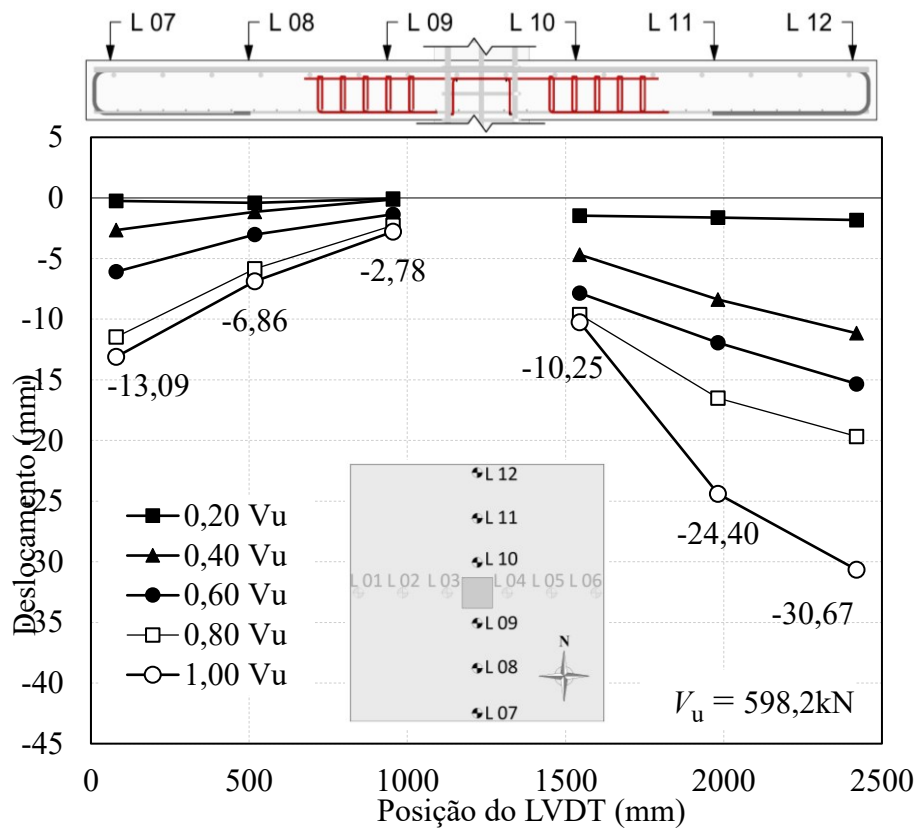 L 07 L 08 L 09 L 10 L 11 L 12
5
0
-5
-10
-15
-20
-25
-30
-35
-40
-45
Deslocamento (mm)
-2,78
-6,86
-13,09
-10,25
-24,40
-30,67
0,20 Vu
0,40 Vu
0,60 Vu
0,80 Vu
1,00 Vu
L 12
L 11
L 10
L 01 L 02 L 03 L 04 L 05 L 06
L 09
N
L 08
L 07
Vu = 598,2kN
0 500 1000 1500 2000 2500
Posição do LVDT (mm)